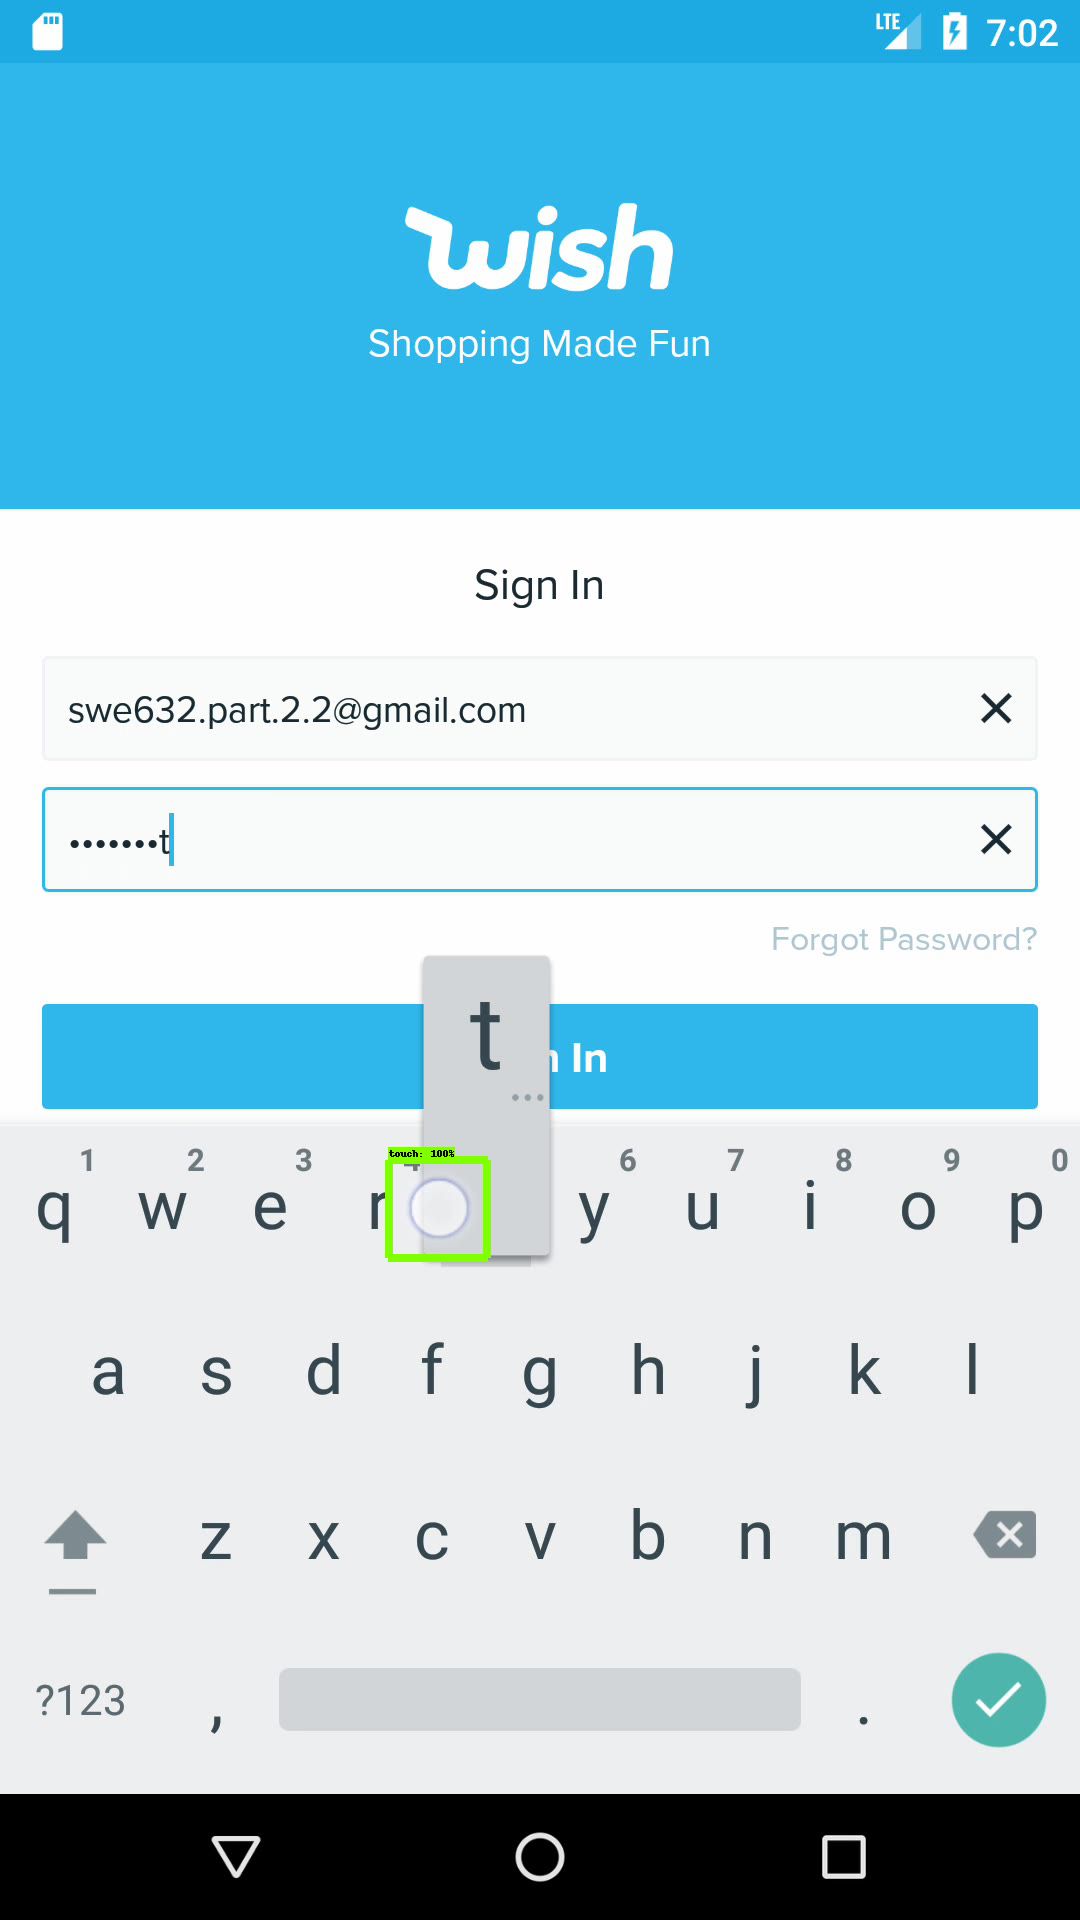 LTE 7:02
wish
Shopping Made Fun
Sign In
swe632.part.2.2@gmail.com
•••••••t
Forgot Password?
t
n In
...
touch: 100%
1 2 3 4 6 7 8 9 0
q w e r y u i o p
a s d f g h j k l
z x c v b n m
?123 , .